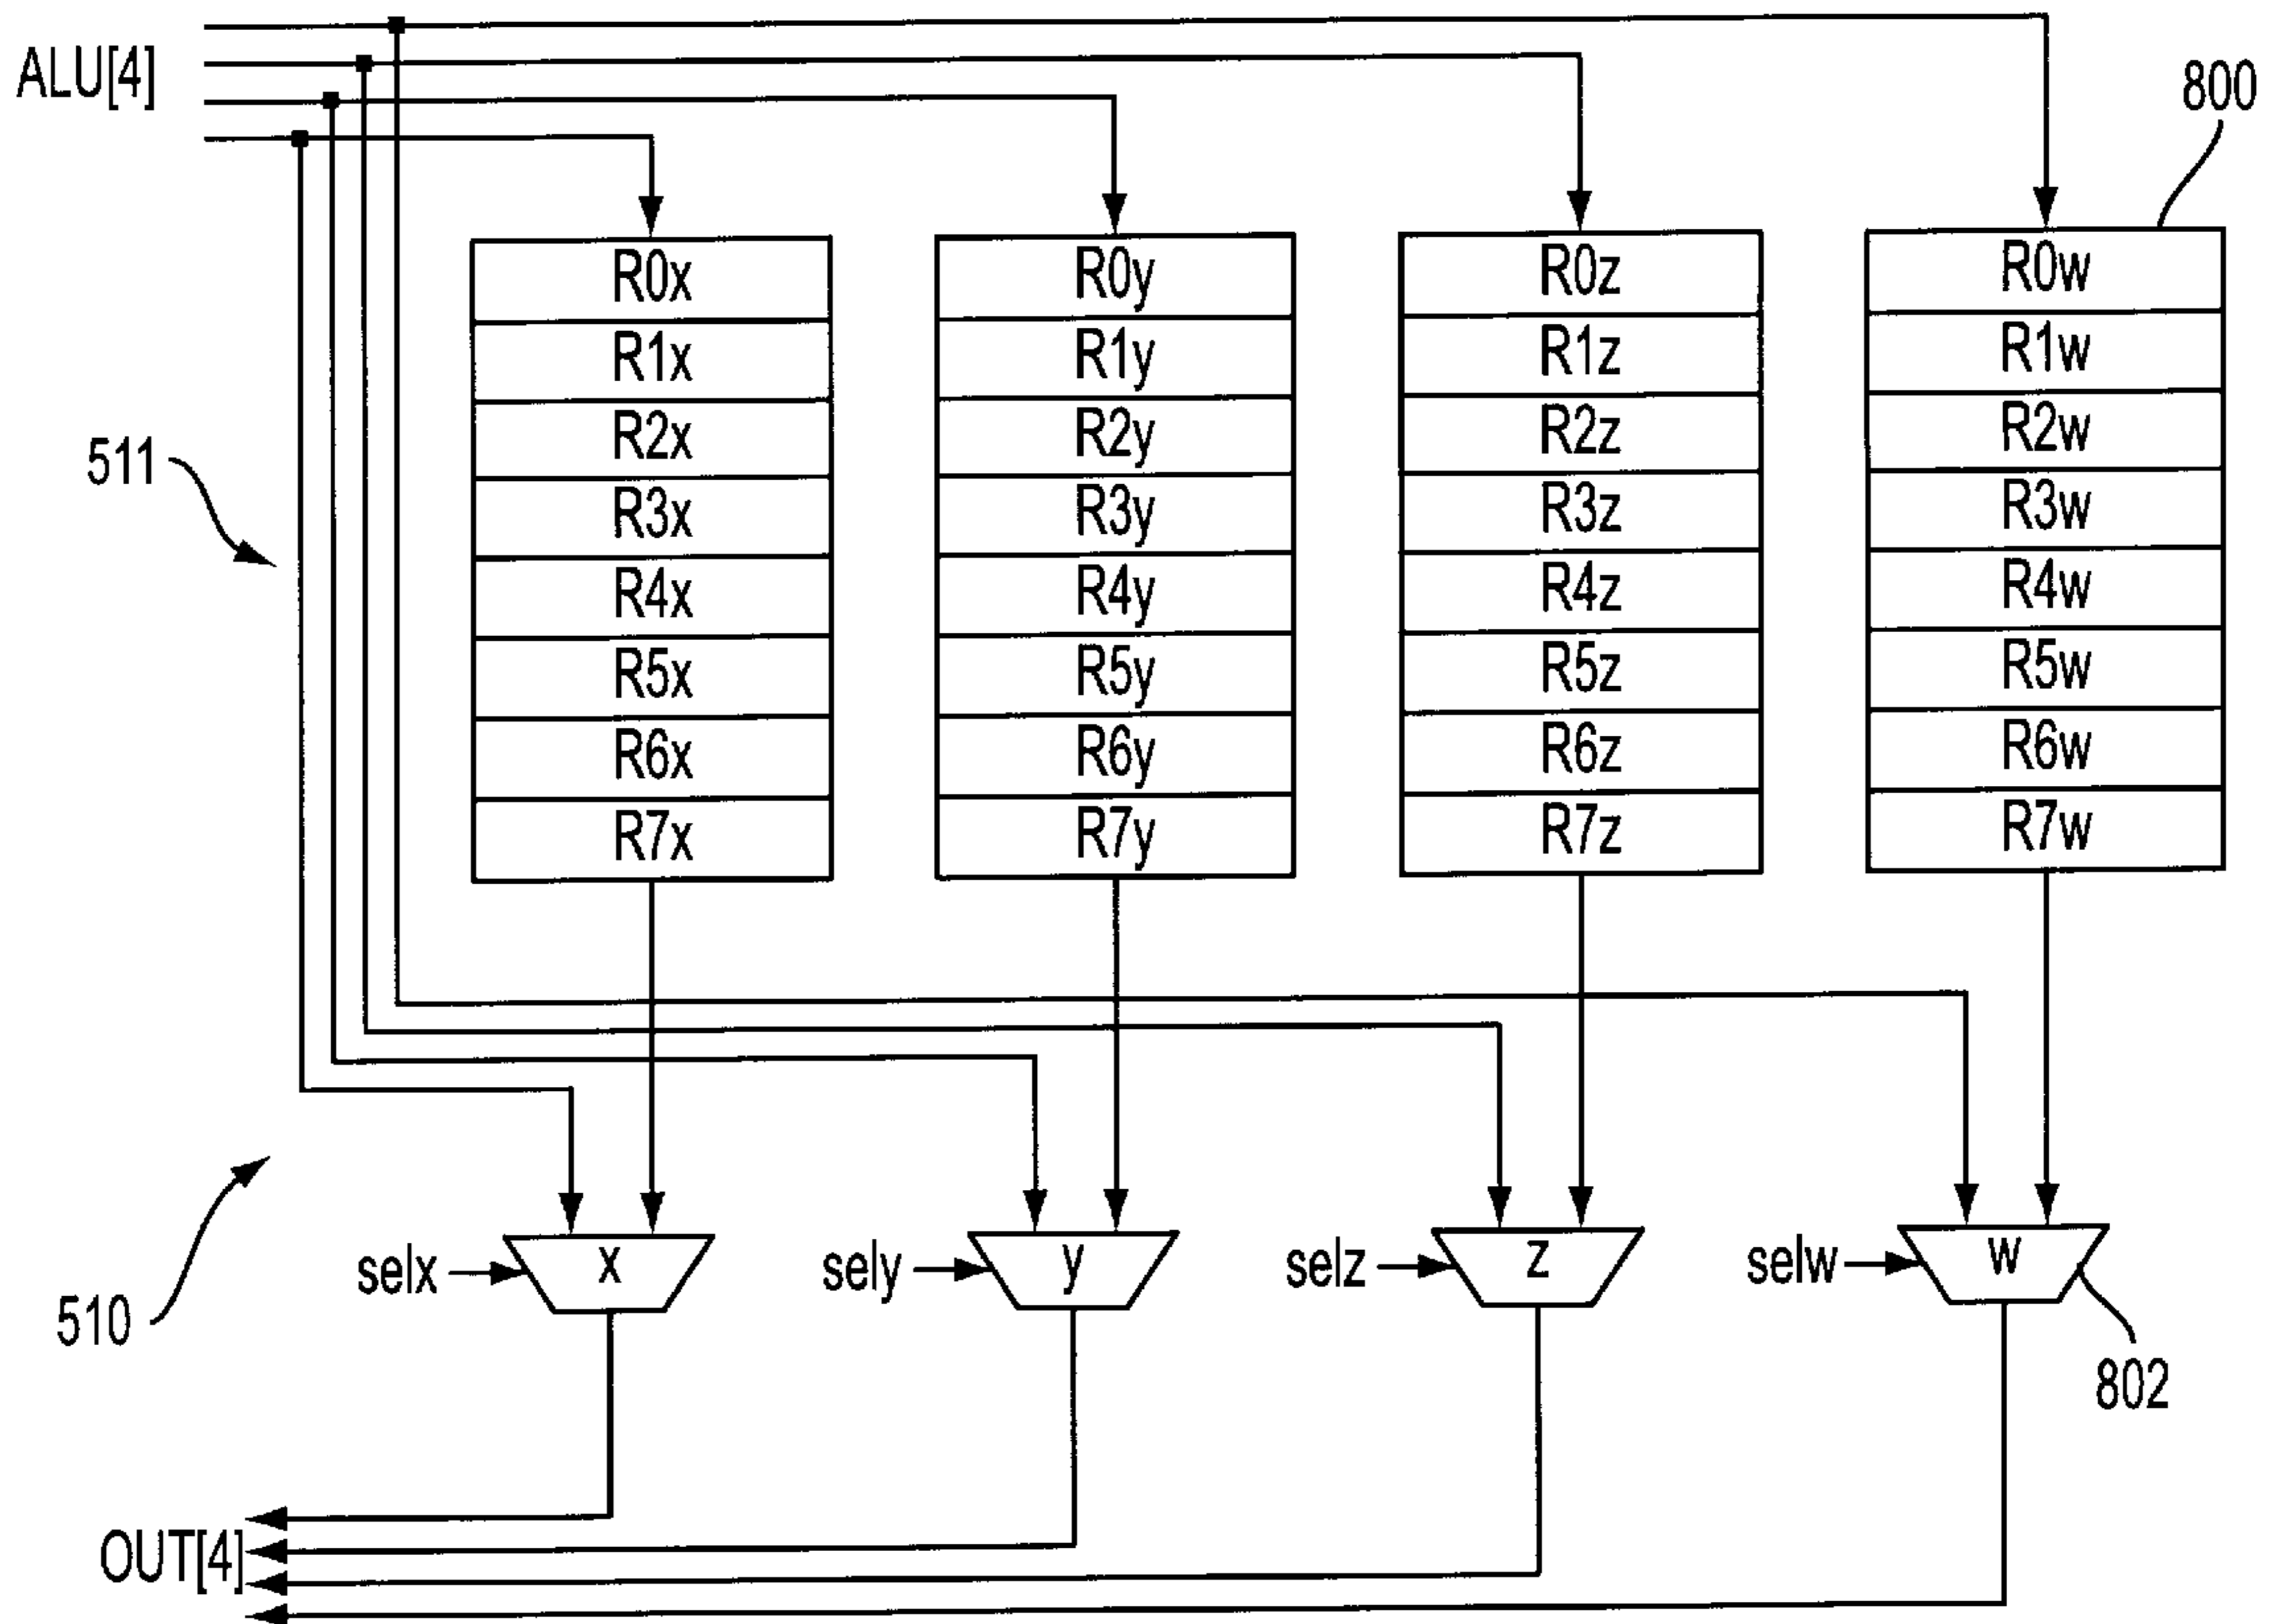 ALU[4]
800
R0x R0y R0z R0w
R1x R1y R1z R1w
R2x R2y R2z R2w
511
R3x R3y R3z R3w
R4x R4y R4z R4w
R5x R5y R5z R5w
R6x R6y R6z R6w
R7x R7y R7z R7w
selx x sely y selz z selw w
510
802
OUT[4]